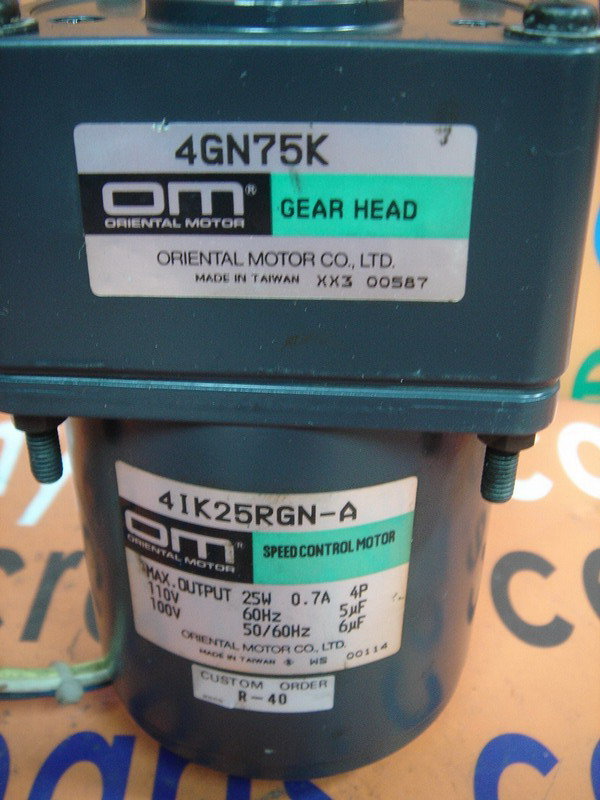 4GN75K
OM®
ORIENTAL MOTOR
GEAR HEAD
ORIENTAL MOTOR CO., LTD.
MADE IN TAIWAN XX3 00587
4IK25RGN-A
OM®
ORIENTAL MOTOR
SPEED CONTROL MOTOR
MAX. OUTPUT 25W 0.7A 4P
110V 60Hz 5μF
100V 50/60Hz 6μF
ORIENTAL MOTOR CO., LTD.
MADE IN TAIWAN WS 00114
CUSTOM ORDER
R-40